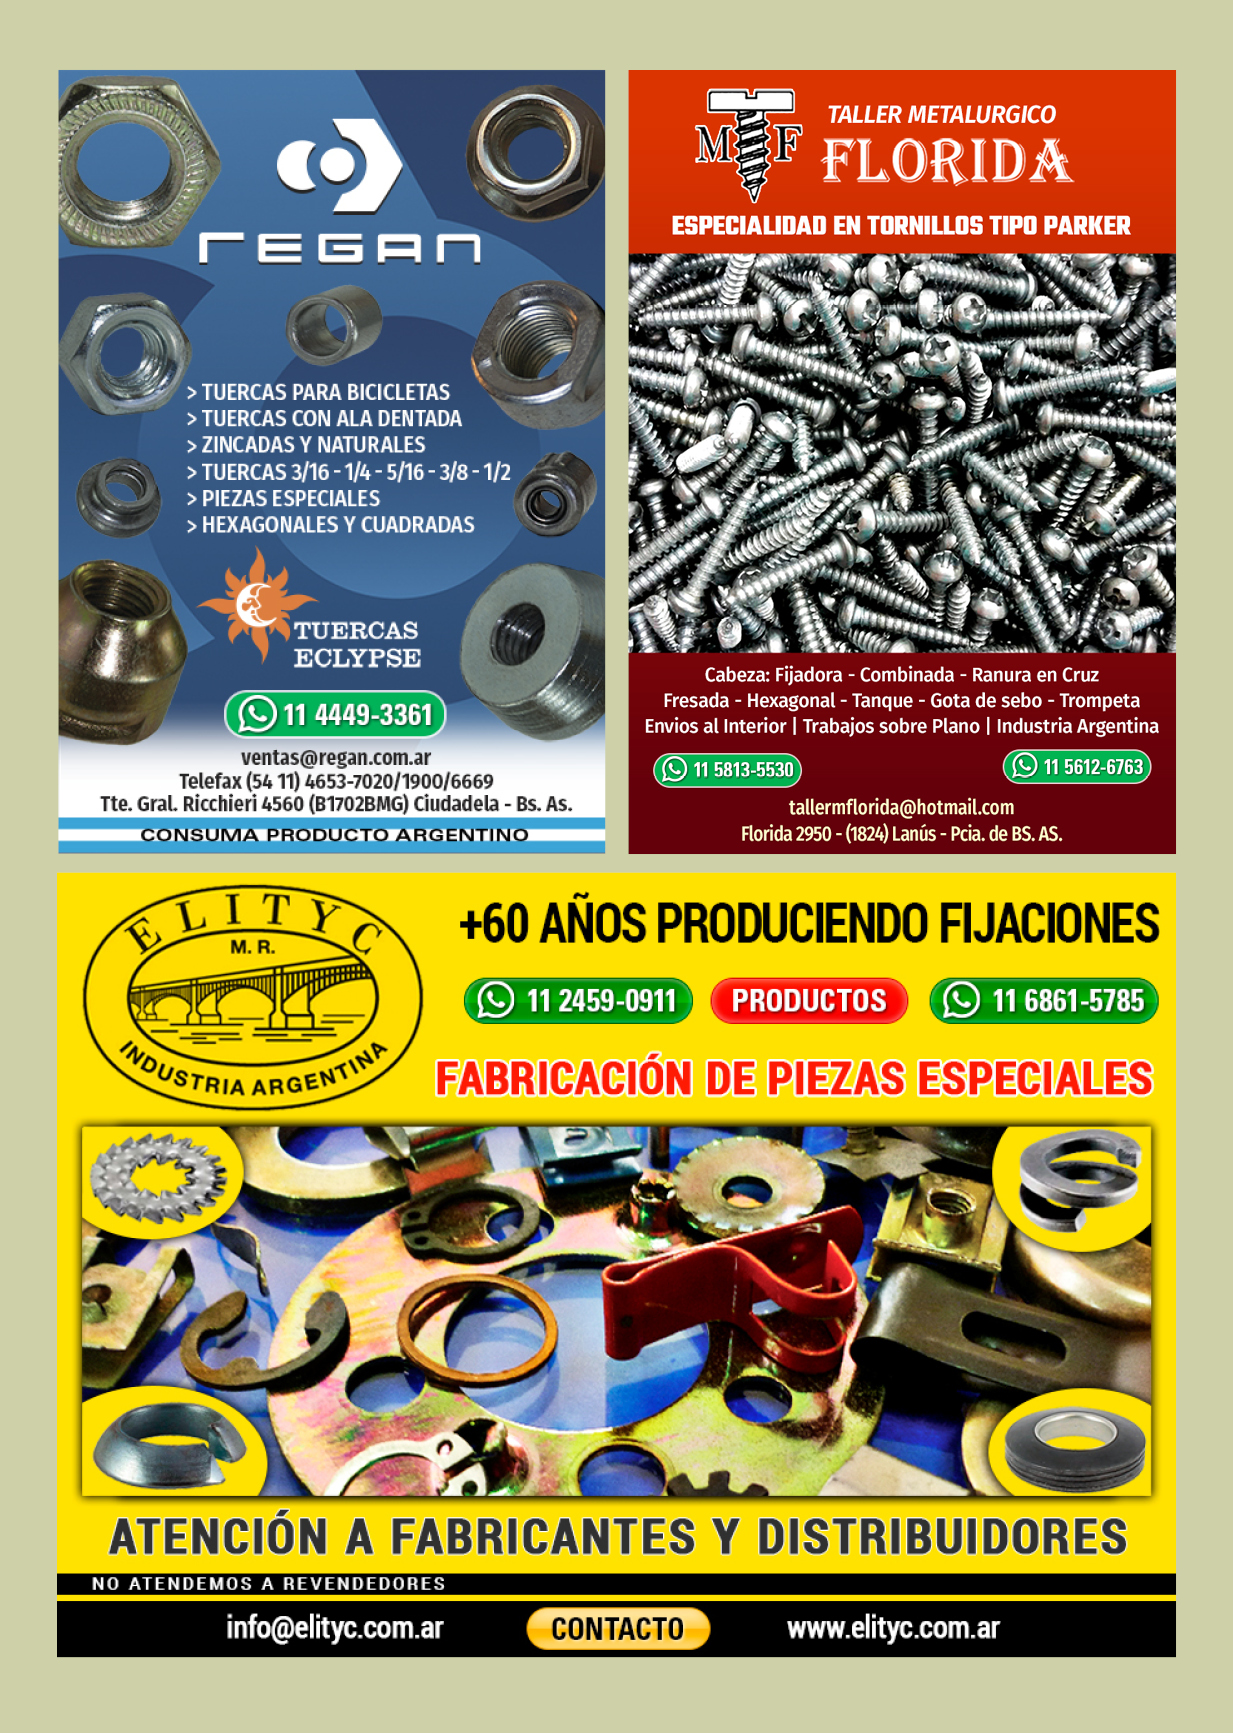 regan
> TUERCAS PARA BICICLETAS
> TUERCAS CON ALA DENTADA
> ZINCADAS Y NATURALES
> TUERCAS 3/16 - 1/4 - 5/16 - 3/8 - 1/2
> PIEZAS ESPECIALES
> HEXAGONALES Y CUADRADAS
TUERCAS
ECLYPSE
11 4449-3361
ventas@regan.com.ar
Telefax (54 11) 4653-7020/1900/6669
Tte. Gral. Ricchieri 4560 (B1702BMG) Ciudadela - Bs. As.
CONSUMA PRODUCTO ARGENTINO
M F
TALLER METALURGICO
FLORIDA
ESPECIALIDAD EN TORNILLOS TIPO PARKER
Cabeza: Fijadora - Combinada - Ranura en Cruz
Fresada - Hexagonal - Tanque - Gota de sebo - Trompeta
Envios al Interior | Trabajos sobre Plano | Industria Argentina
11 5813-5530
11 5612-6763
tallermflorida@hotmail.com
Florida 2950 - (1824) Lanús - Pcia. de BS. AS.
ELITYC
M. R.
INDUSTRIA ARGENTINA
+60 AÑOS PRODUCIENDO FIJACIONES
11 2459-0911
PRODUCTOS
11 6861-5785
FABRICACIÓN DE PIEZAS ESPECIALES
ATENCIÓN A FABRICANTES Y DISTRIBUIDORES
NO ATENDEMOS A REVENDEDORES
info@elityc.com.ar
CONTACTO
www.elityc.com.ar